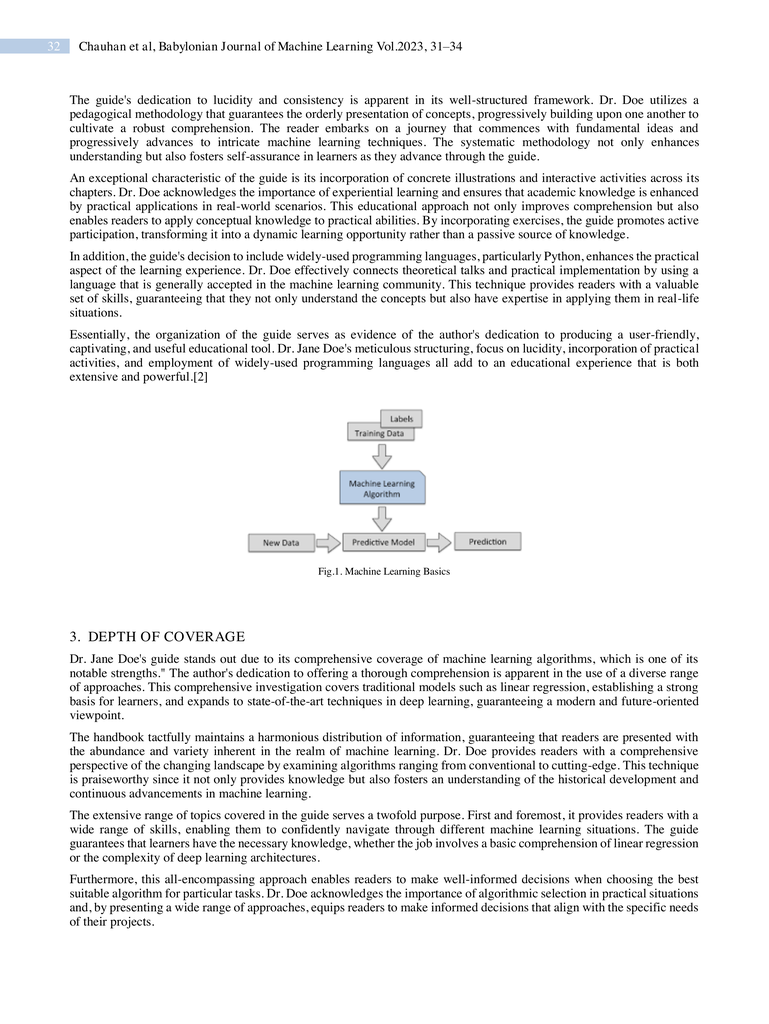 32 Chauhan et al, Babylonian Journal of Machine Learning Vol.2023, 31–34
The guide's dedication to lucidity and consistency is apparent in its well-structured framework. Dr. Doe utilizes a
pedagogical methodology that guarantees the orderly presentation of concepts, progressively building upon one another to
cultivate a robust comprehension. The reader embarks on a journey that commences with fundamental ideas and
progressively advances to intricate machine learning techniques. The systematic methodology not only enhances
understanding but also fosters self-assurance in learners as they advance through the guide.
An exceptional characteristic of the guide is its incorporation of concrete illustrations and interactive activities across its
chapters. Dr. Doe acknowledges the importance of experiential learning and ensures that academic knowledge is enhanced
by practical applications in real-world scenarios. This educational approach not only improves comprehension but also
enables readers to apply conceptual knowledge to practical abilities. By incorporating exercises, the guide promotes active
participation, transforming it into a dynamic learning opportunity rather than a passive source of knowledge.
In addition, the guide's decision to include widely-used programming languages, particularly Python, enhances the practical
aspect of the learning experience. Dr. Doe effectively connects theoretical talks and practical implementation by using a
language that is generally accepted in the machine learning community. This technique provides readers with a valuable
set of skills, guaranteeing that they not only understand the concepts but also have expertise in applying them in real-life
situations.
Essentially, the organization of the guide serves as evidence of the author's dedication to producing a user-friendly,
captivating, and useful educational tool. Dr. Jane Doe's meticulous structuring, focus on lucidity, incorporation of practical
activities, and employment of widely-used programming languages all add to an educational experience that is both
extensive and powerful.[2]
Labels
Training Data
Machine Learning
Algorithm
New Data
Predictive Model
Prediction
Fig.1. Machine Learning Basics
3. DEPTH OF COVERAGE
Dr. Jane Doe's guide stands out due to its comprehensive coverage of machine learning algorithms, which is one of its
notable strengths." The author's dedication to offering a thorough comprehension is apparent in the use of a diverse range
of approaches. This comprehensive investigation covers traditional models such as linear regression, establishing a strong
basis for learners, and expands to state-of-the-art techniques in deep learning, guaranteeing a modern and future-oriented
viewpoint.
The handbook tactfully maintains a harmonious distribution of information, guaranteeing that readers are presented with
the abundance and variety inherent in the realm of machine learning. Dr. Doe provides readers with a comprehensive
perspective of the changing landscape by examining algorithms ranging from conventional to cutting-edge. This technique
is praiseworthy since it not only provides knowledge but also fosters an understanding of the historical development and
continuous advancements in machine learning.
The extensive range of topics covered in the guide serves a twofold purpose. First and foremost, it provides readers with a
wide range of skills, enabling them to confidently navigate through different machine learning situations. The guide
guarantees that learners have the necessary knowledge, whether the job involves a basic comprehension of linear regression
or the complexity of deep learning architectures.
Furthermore, this all-encompassing approach enables readers to make well-informed decisions when choosing the best
suitable algorithm for particular tasks. Dr. Doe acknowledges the importance of algorithmic selection in practical situations
and, by presenting a wide range of approaches, equips readers to make informed decisions that align with the specific needs
of their projects.